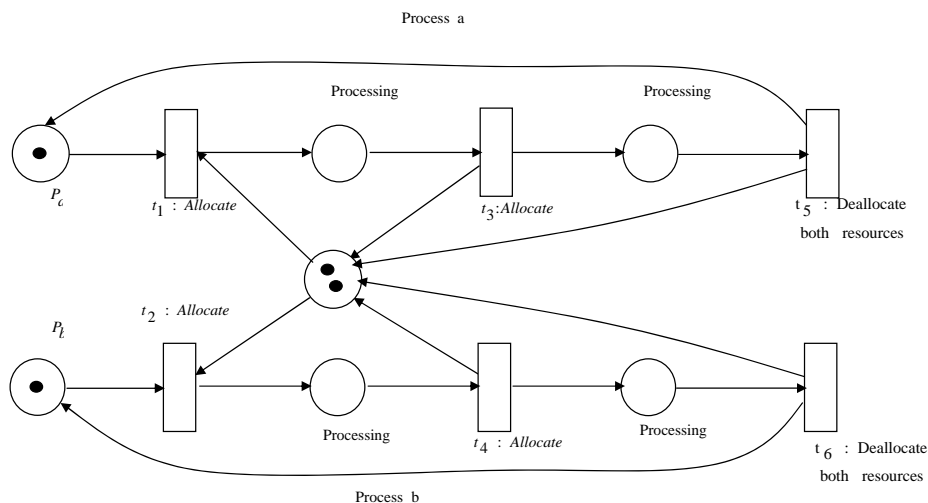 Process a
Processing
Processing
t1 : Allocate
t3:Allocate
t5 : Deallocate
both resources
t2 : Allocate
Processing
t4 : Allocate
Processing
t6 : Deallocate
both resources
Process b